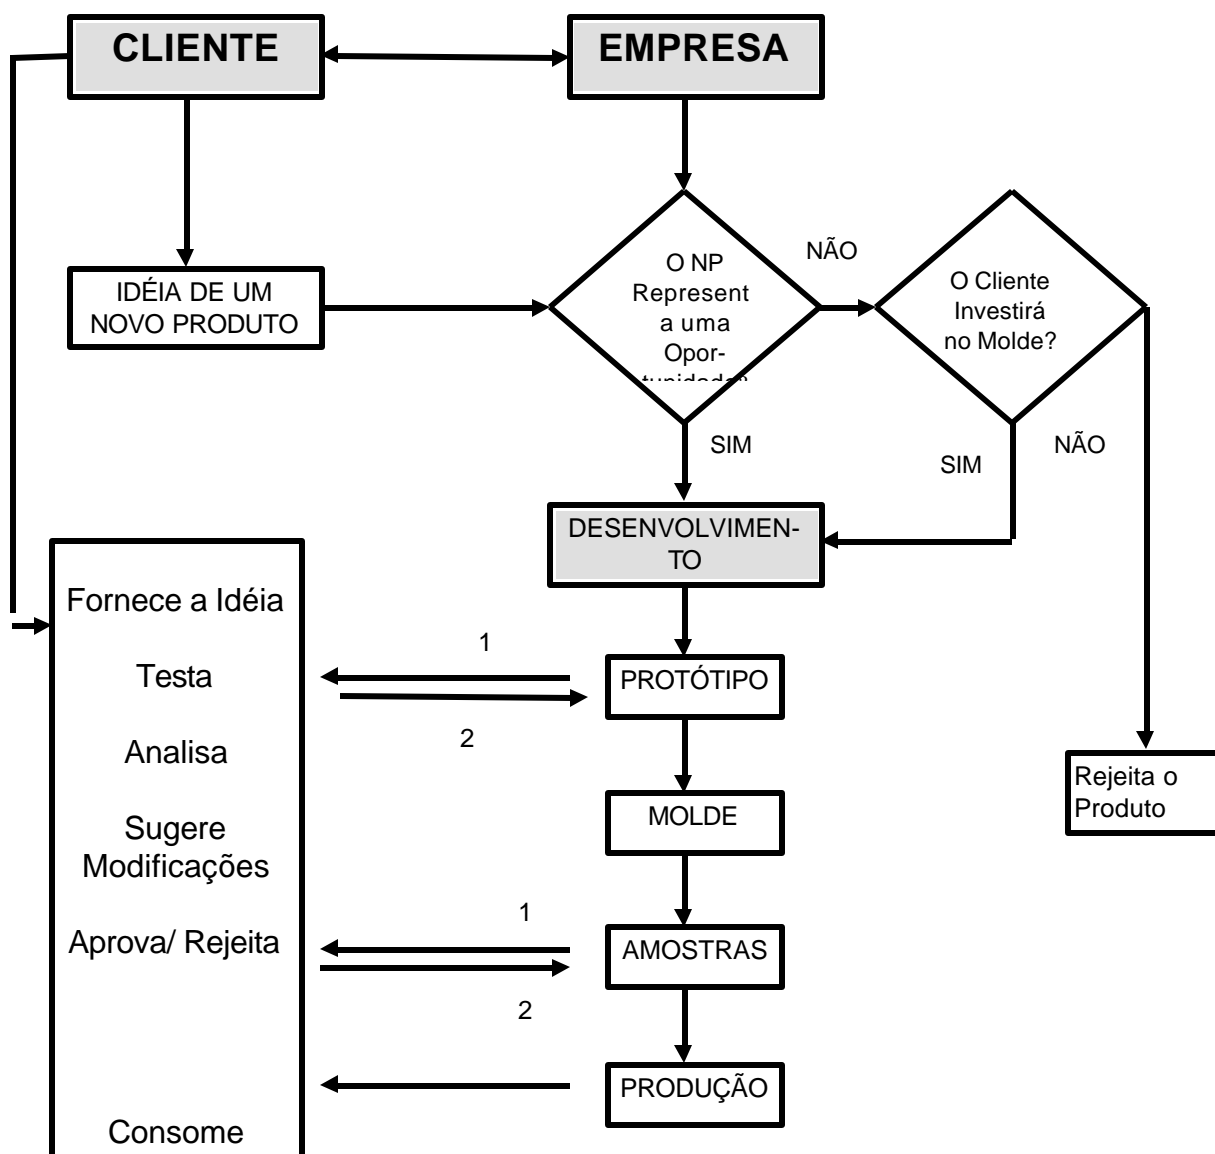 CLIENTE
EMPRESA
IDÉIA DE UM
NOVO PRODUTO
O NP
Represent
a uma
Opor-
NÃO
O Cliente
Investirá
no Molde?
SIM
SIM
NÃO
DESENVOLVIMEN-
TO
Fornece a Idéia
Testa
Analisa
Sugere
Modificações
Aprova/ Rejeita
Consome
1
2
PROTÓTIPO
MOLDE
Rejeita o
Produto
1
2
AMOSTRAS
PRODUÇÃO